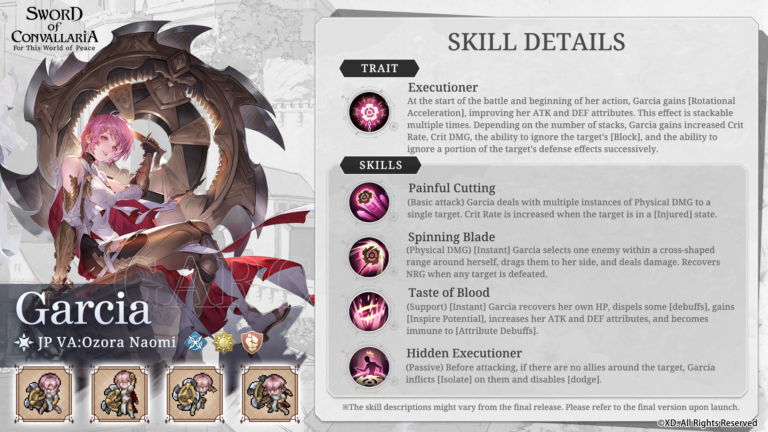 SWORD
of
CONVALLARIA
For This World of Peace
Garcia
JP VA:Ozora Naomi
SKILL DETAILS
TRAIT
Executioner
At the start of the battle and beginning of her action, Garcia gains [Rotational
Acceleration], improving her ATK and DEF attributes. This effect is stackable
multiple times. Depending on the number of stacks, Garcia gains increased Crit
Rate, Crit DMG, the ability to ignore the target's [Block], and the ability to
ignore a portion of the target's defense effects successively.
SKILLS
Painful Cutting
(Basic attack) Garcia deals with multiple instances of Physical DMG to a
single target. Crit Rate is increased when the target is in a [Injured] state.
Spinning Blade
(Physical DMG) [Instant] Garcia selects one enemy within a cross-shaped
range around herself, drags them to her side, and deals damage. Recovers
NRG when any target is defeated.
Taste of Blood
(Support) [Instant] Garcia recovers her own HP, dispels some [debuffs], gains
[Inspire Potential], increases her ATK and DEF attributes, and becomes
immune to [Attribute Debuffs].
Hidden Executioner
(Passive) Before attacking, if there are no allies around the target, Garcia
inflicts [Isolate] on them and disables [dodge].
※The skill descriptions might vary from the final release. Please refer to the final version upon launch.
©XD. All Rights Reserved